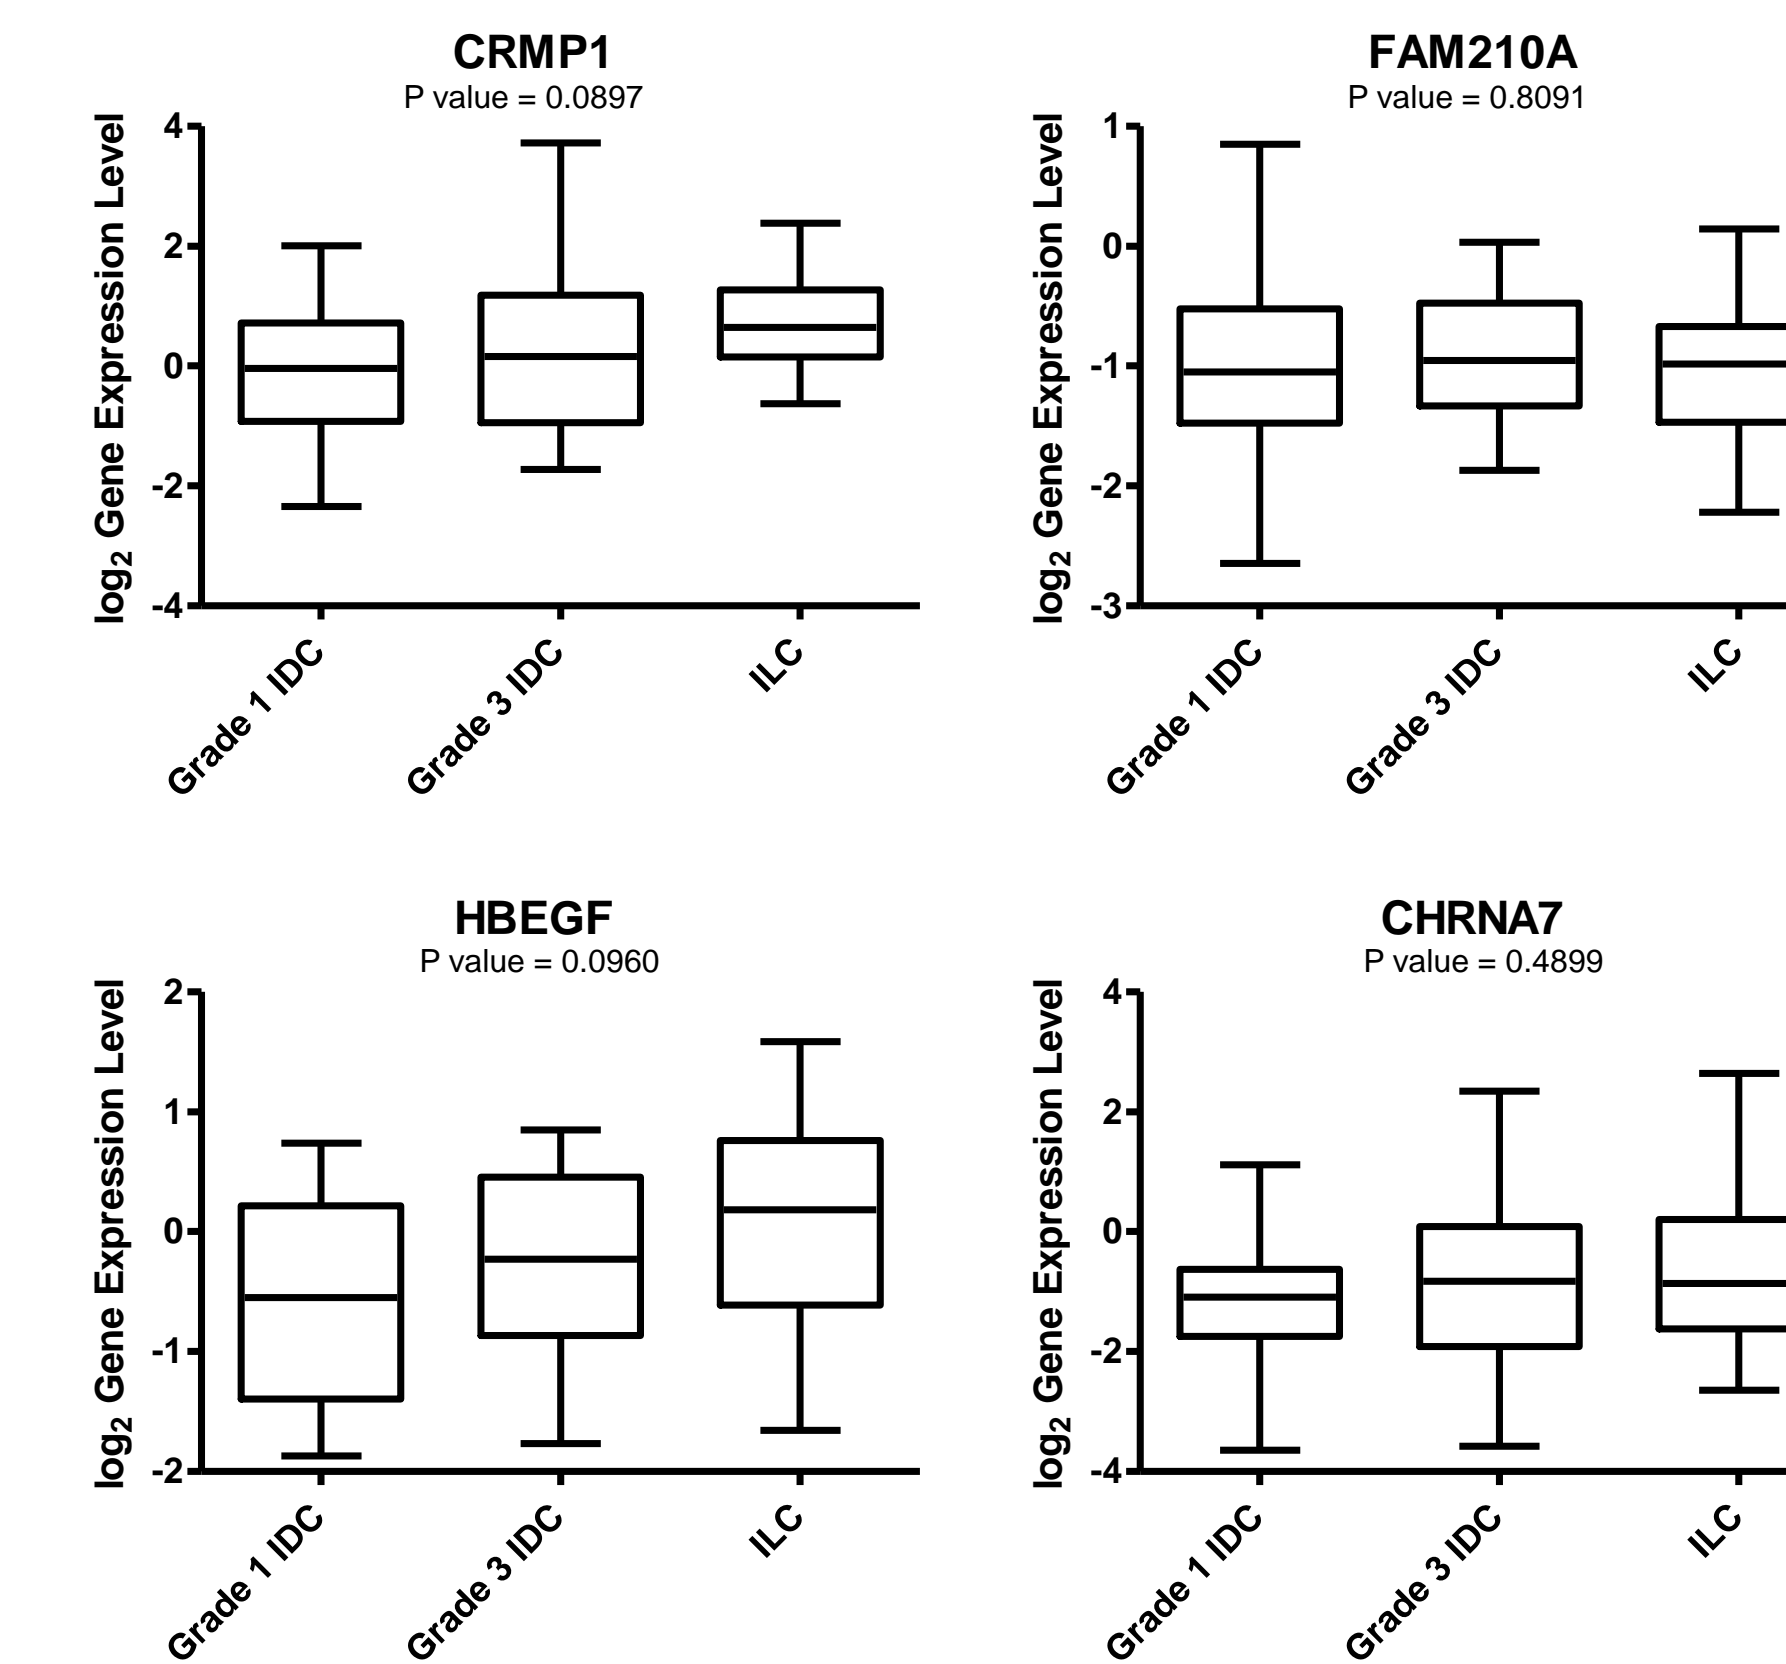 CRMP1
P value = 0.0897
log2 Gene Expression Level
4
2
0
-2
-4
Grade 1 IDC
Grade 3 IDC
ILC
FAM210A
P value = 0.8091
log2 Gene Expression Level
1
0
-1
-2
-3
Grade 1 IDC
Grade 3 IDC
ILC
HBEGF
P value = 0.0960
log2 Gene Expression Level
2
1
0
-1
-2
Grade 1 IDC
Grade 3 IDC
ILC
CHRNA7
P value = 0.4899
log2 Gene Expression Level
4
2
0
-2
-4
Grade 1 IDC
Grade 3 IDC
ILC